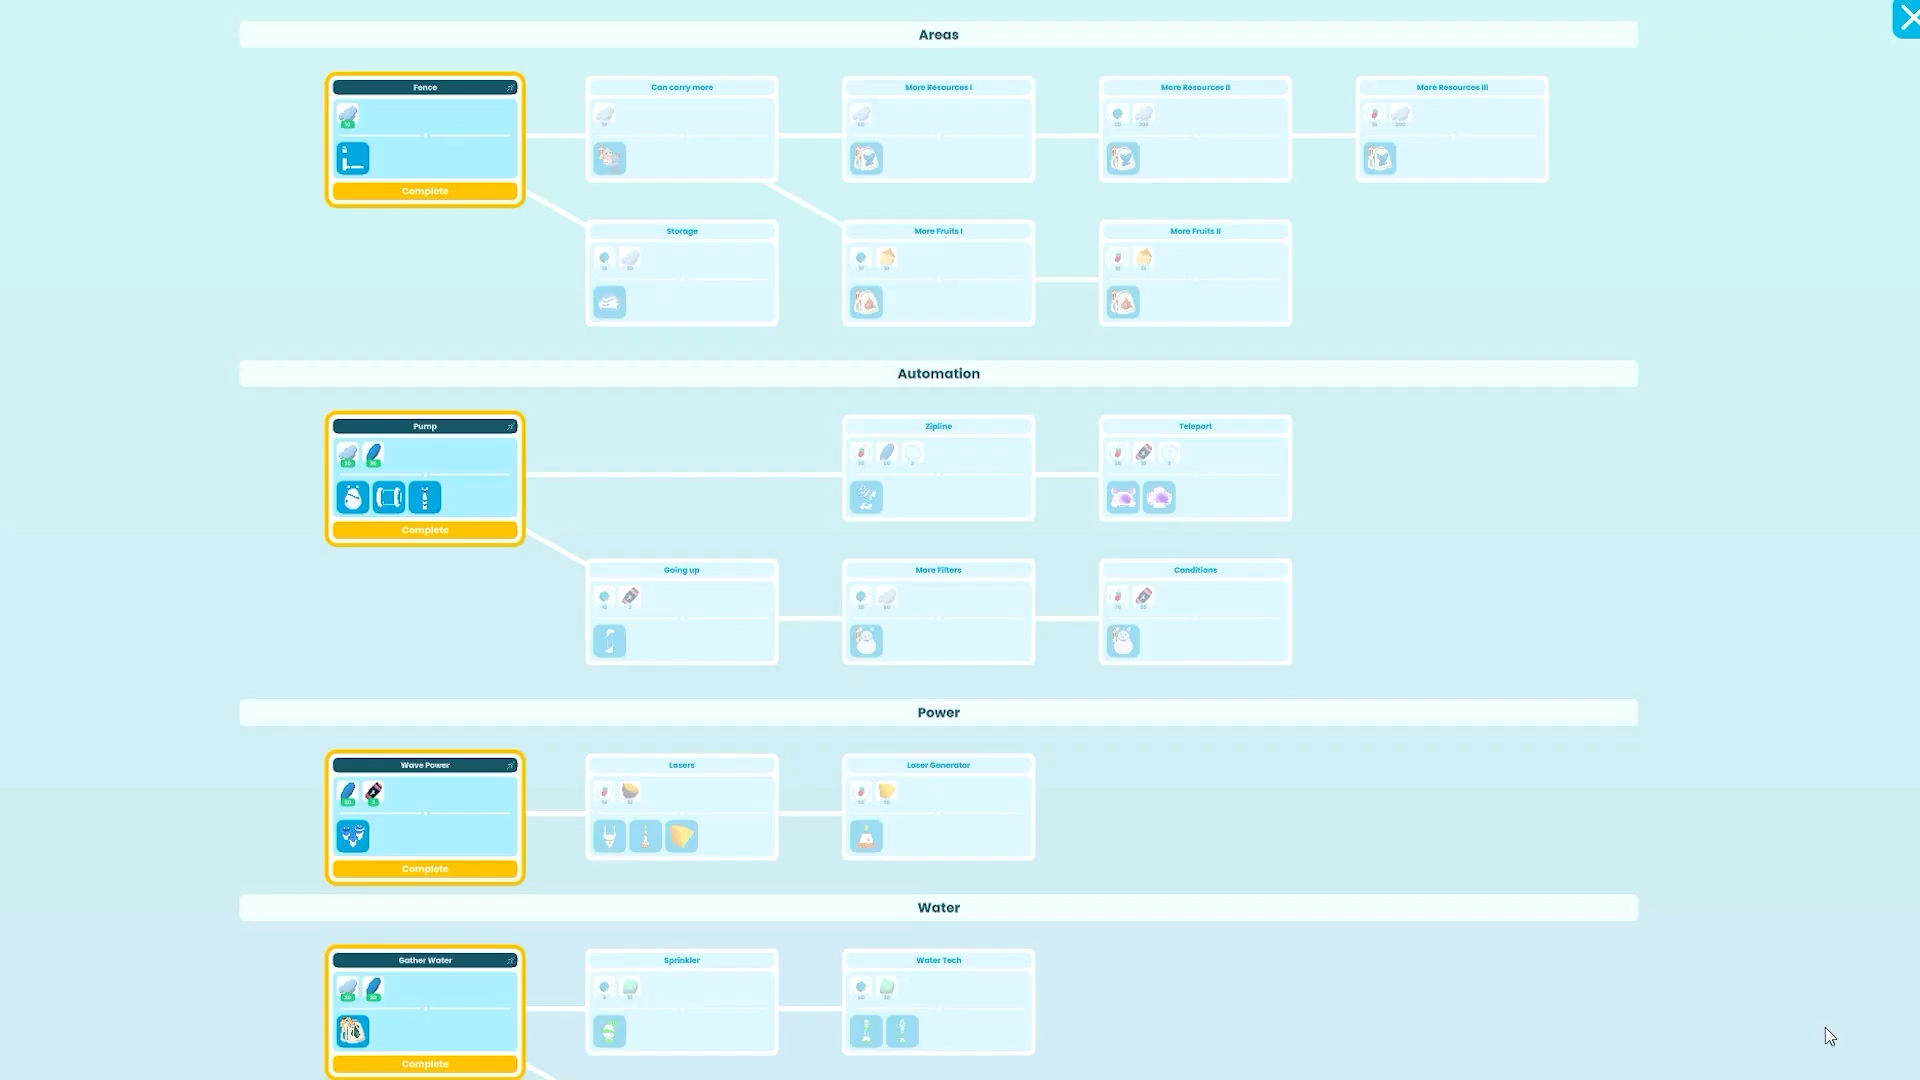 Areas
Fence
Can carry more
More Resources I
More Resources II
More Resources III
Complete
Storage
More Fruits I
More Fruits II
Automation
Pump
Zipline
Teleport
Complete
Going up
More Filters
Conditions
Power
Wave Power
Lasers
Laser Generator
Complete
Water
Gather Water
Sprinkler
Water Tech
Complete